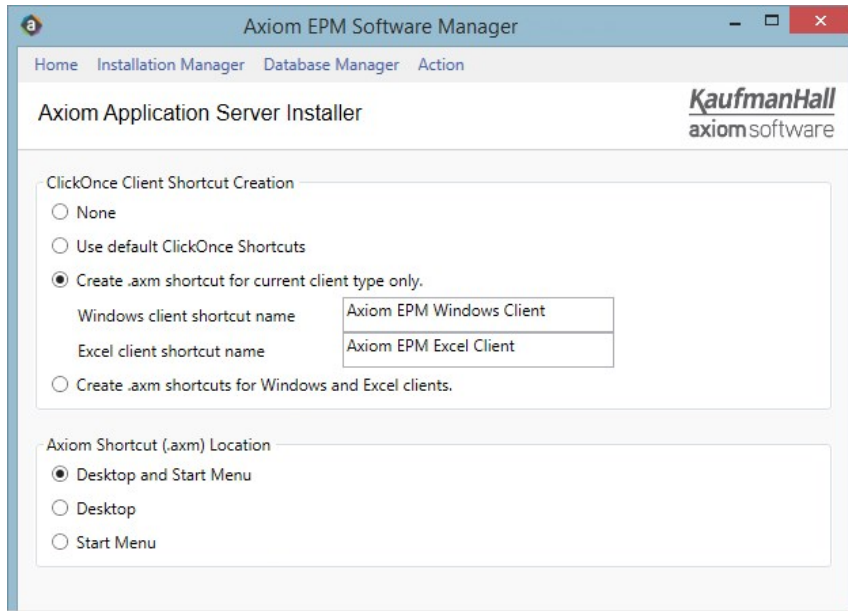 a
Axiom EPM Software Manager
Home Installation Manager Database Manager Action
Axiom Application Server Installer
KaufmanHall
axiom software
ClickOnce Client Shortcut Creation
None
Use default ClickOnce Shortcuts
Create .axm shortcut for current client type only.
Windows client shortcut name Axiom EPM Windows Client
Excel client shortcut name Axiom EPM Excel Client
Create .axm shortcuts for Windows and Excel clients.
Axiom Shortcut (.axm) Location
Desktop and Start Menu
Desktop
Start Menu